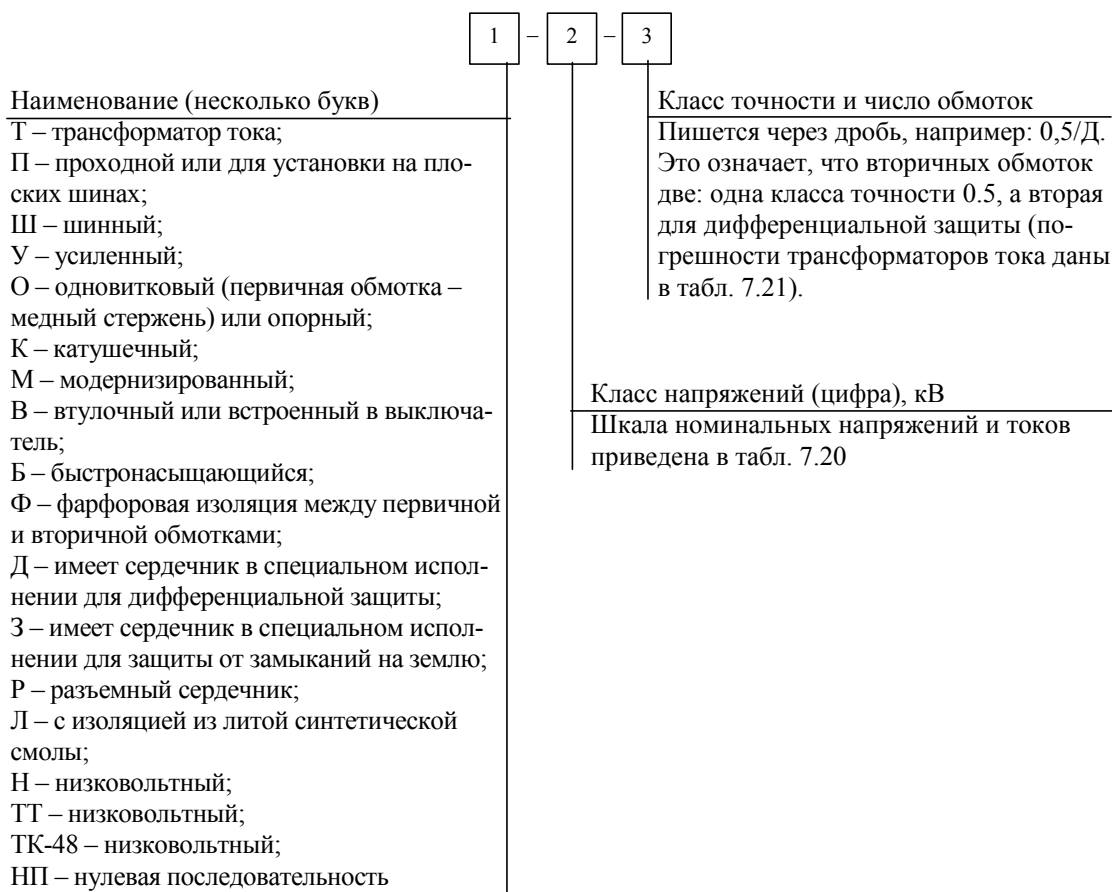 1 – 2 – 3
Наименование (несколько букв)
Т – трансформатор тока;
П – проходной или для установки на пло-
ских шинах;
Ш – шинный;
У – усиленный;
О – одновитковый (первичная обмотка –
медный стержень) или опорный;
К – катушечный;
М – модернизированный;
В – втулочный или встроенный в выключа-
тель;
Б – быстронасыщающийся;
Ф – фарфоровая изоляция между первичной
и вторичной обмотками;
Д – имеет сердечник в специальном испол-
нении для дифференциальной защиты;
З – имеет сердечник в специальном испол-
нении для защиты от замыканий на землю;
Р – разъемный сердечник;
Л – с изоляцией из литой синтетической
смолы;
Н – низковольтный;
ТТ – низковольтный;
ТК-48 – низковольтный;
НП – нулевая последовательность
Класс точности и число обмоток
Пишется через дробь, например: 0,5/Д.
Это означает, что вторичных обмоток
две: одна класса точности 0.5, а вторая
для дифференциальной защиты (по-
грешности трансформаторов тока даны
в табл. 7.21).
Класс напряжений (цифра), кВ
Шкала номинальных напряжений и токов
приведена в табл. 7.20